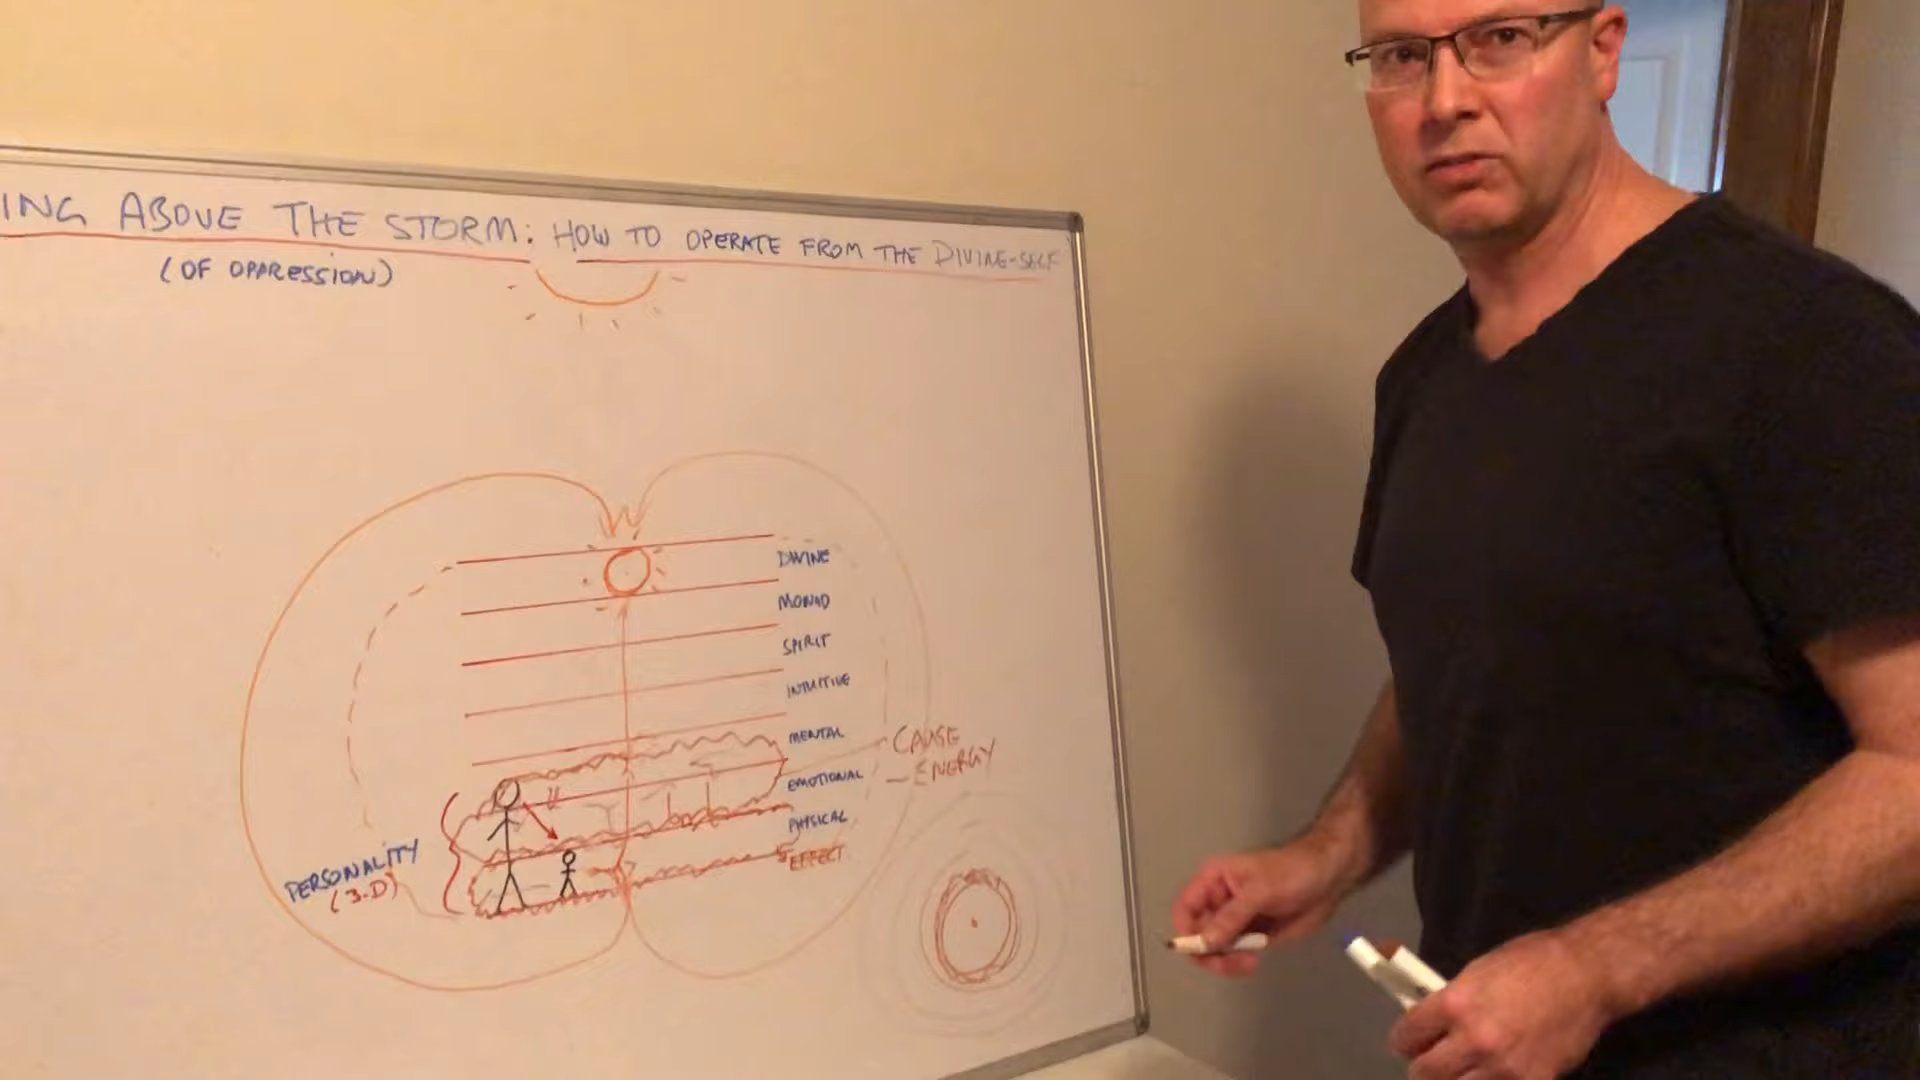 ING ABOVE THE STORM: HOW TO OPERATE FROM THE DIVINE-SELF
(OF OPPRESSION)
DIVINE
MONAD
SPIRIT
INTUITIVE
MENTAL
CAUSE
- ENERGY
EMOTIONAL
PHYSICAL
EFFECT
PERSONALITY
(3-D)